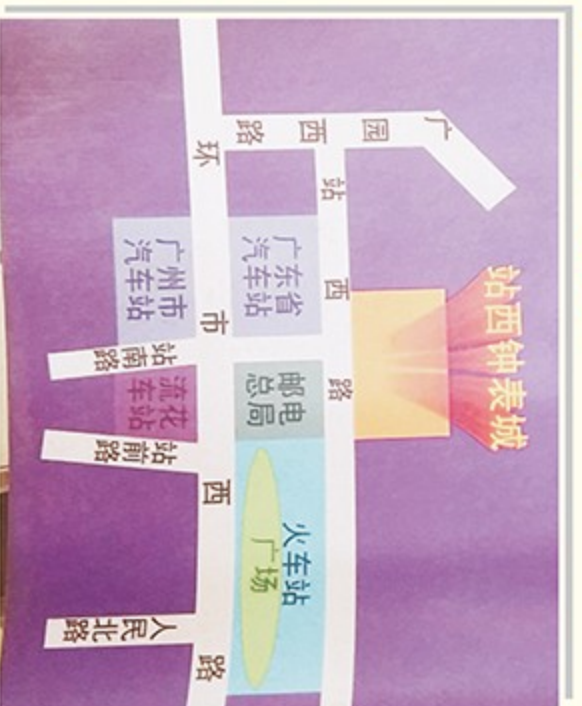 站西钟表城
广园西路
站西路
广东省
汽车站
邮电
总局
火车站
广场
环市西路
广州市
汽车站
站南路
流花
车站
站前路
人民北路